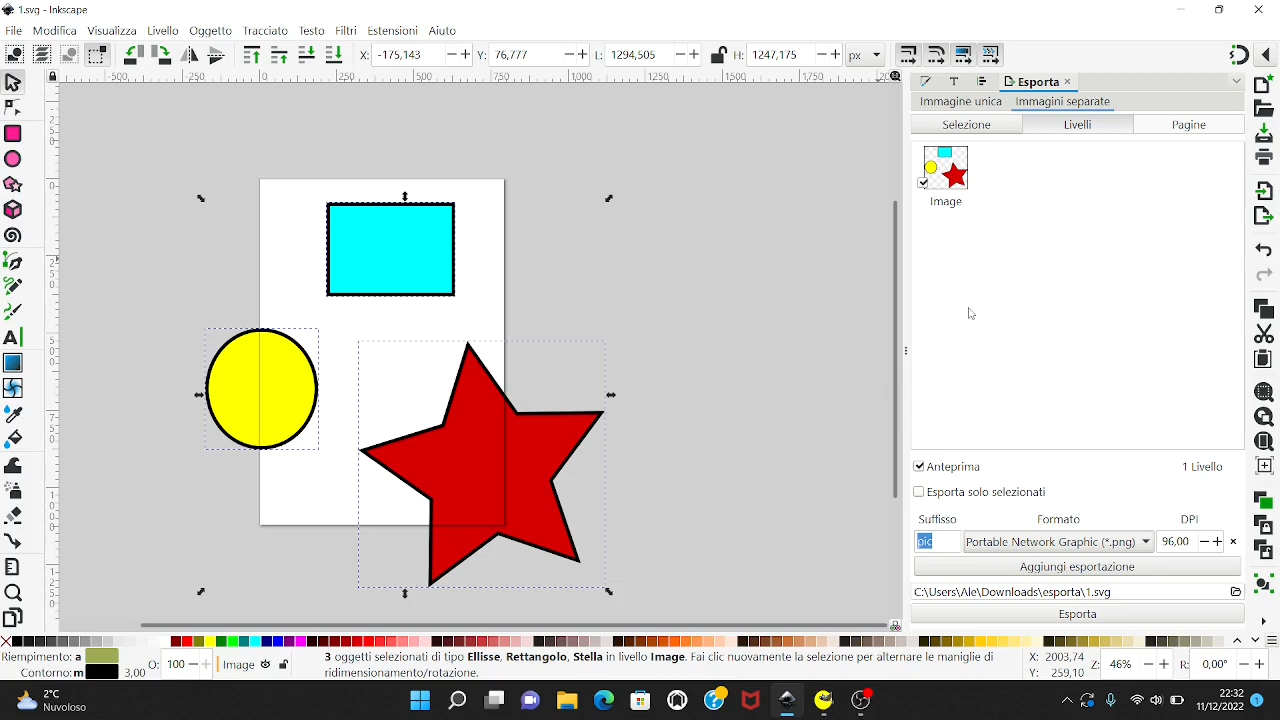 1.svg - Inkscape
File Modifica Visualizza Livello Oggetto Tracciato Testo Filtri Estensioni Aiuto
X: -175,143 Y: 76,777 L: 1294,505 H: 1247,175 px
Esporta
Immagine unica Immagini separate
Selezione Livelli Pagine
Image
Anteprima 1 Livello
Esporta solo selezionati
Suffisso Formato DPI
pic Portable Network Graphic (*.png) 96,00
Aggiungi esportazione
C:\Users\Ale\Downloads\esporta\1.svg
Esporta
Riempimento: a
Contorno: m 3,00
O: 100
Image
3 oggetti selezionati di tipo Ellisse, Rettangolo, Stella in livello Image. Fai clic nuovamente la selezione per alternare le maniglie di
ridimensionamento/rotazione.
X: 2003,74
Y: 259,10
Z: 46% R: 0,00°
2°C
Nuvoloso
22:32
11/12/2022